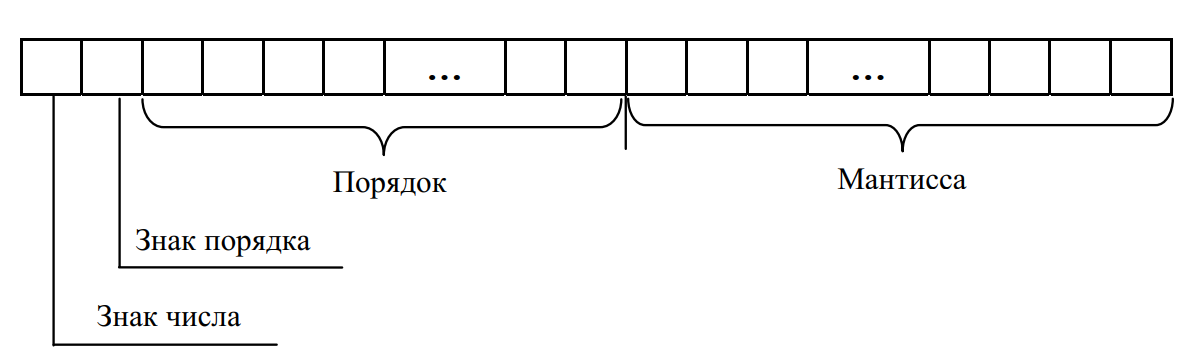 ... ...
Порядок
Мантисса
Знак порядка
Знак числа